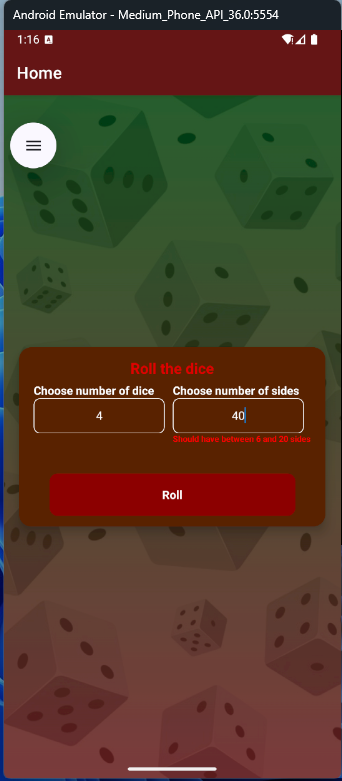 Android Emulator - Medium_Phone_API_36.0:5554
1:16 A
Home
Roll the dice
Choose number of dice Choose number of sides
4 40
Should have between 6 and 20 sides
Roll